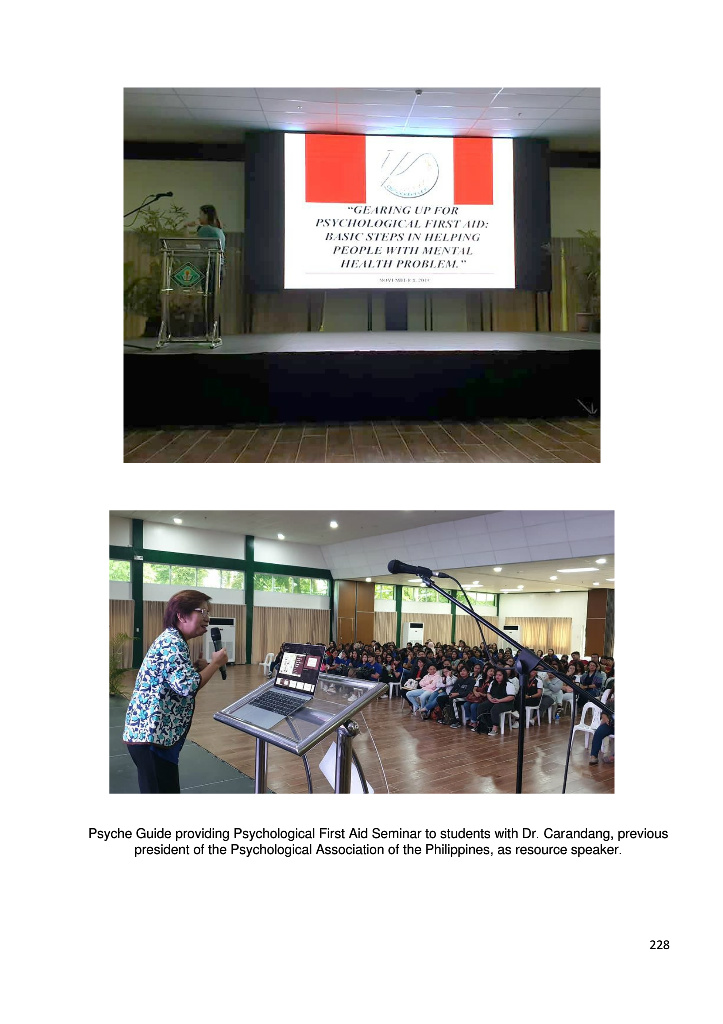 “GEARING UP FOR
PSYCHOLOGICAL FIRST AID:
BASIC STEPS IN HELPING
PEOPLE WITH MENTAL
HEALTH PROBLEM.”
Psyche Guide providing Psychological First Aid Seminar to students with Dr. Carandang, previous
president of the Psychological Association of the Philippines, as resource speaker.
228